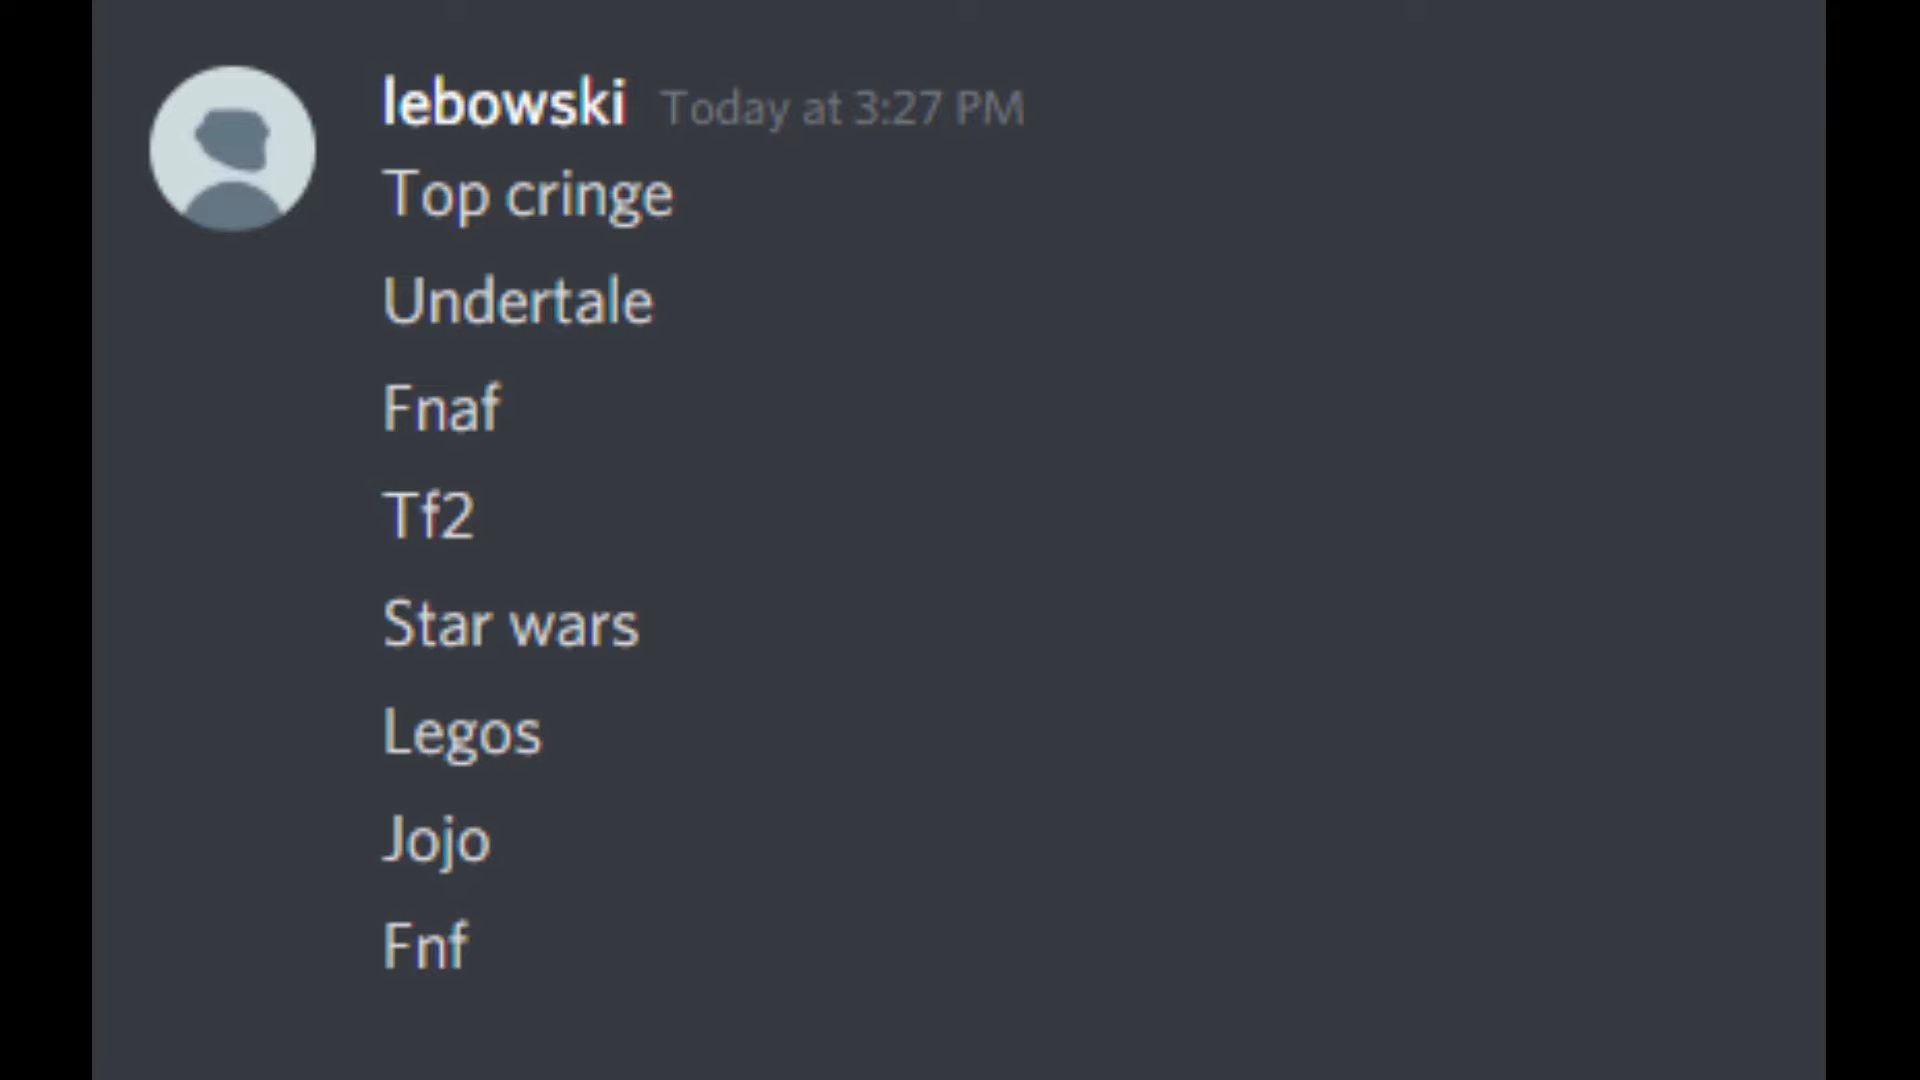 lebowski Today at 3:27 PM
Top cringe
Undertale
Fnaf
Tf2
Star wars
Legos
Jojo
Fnf